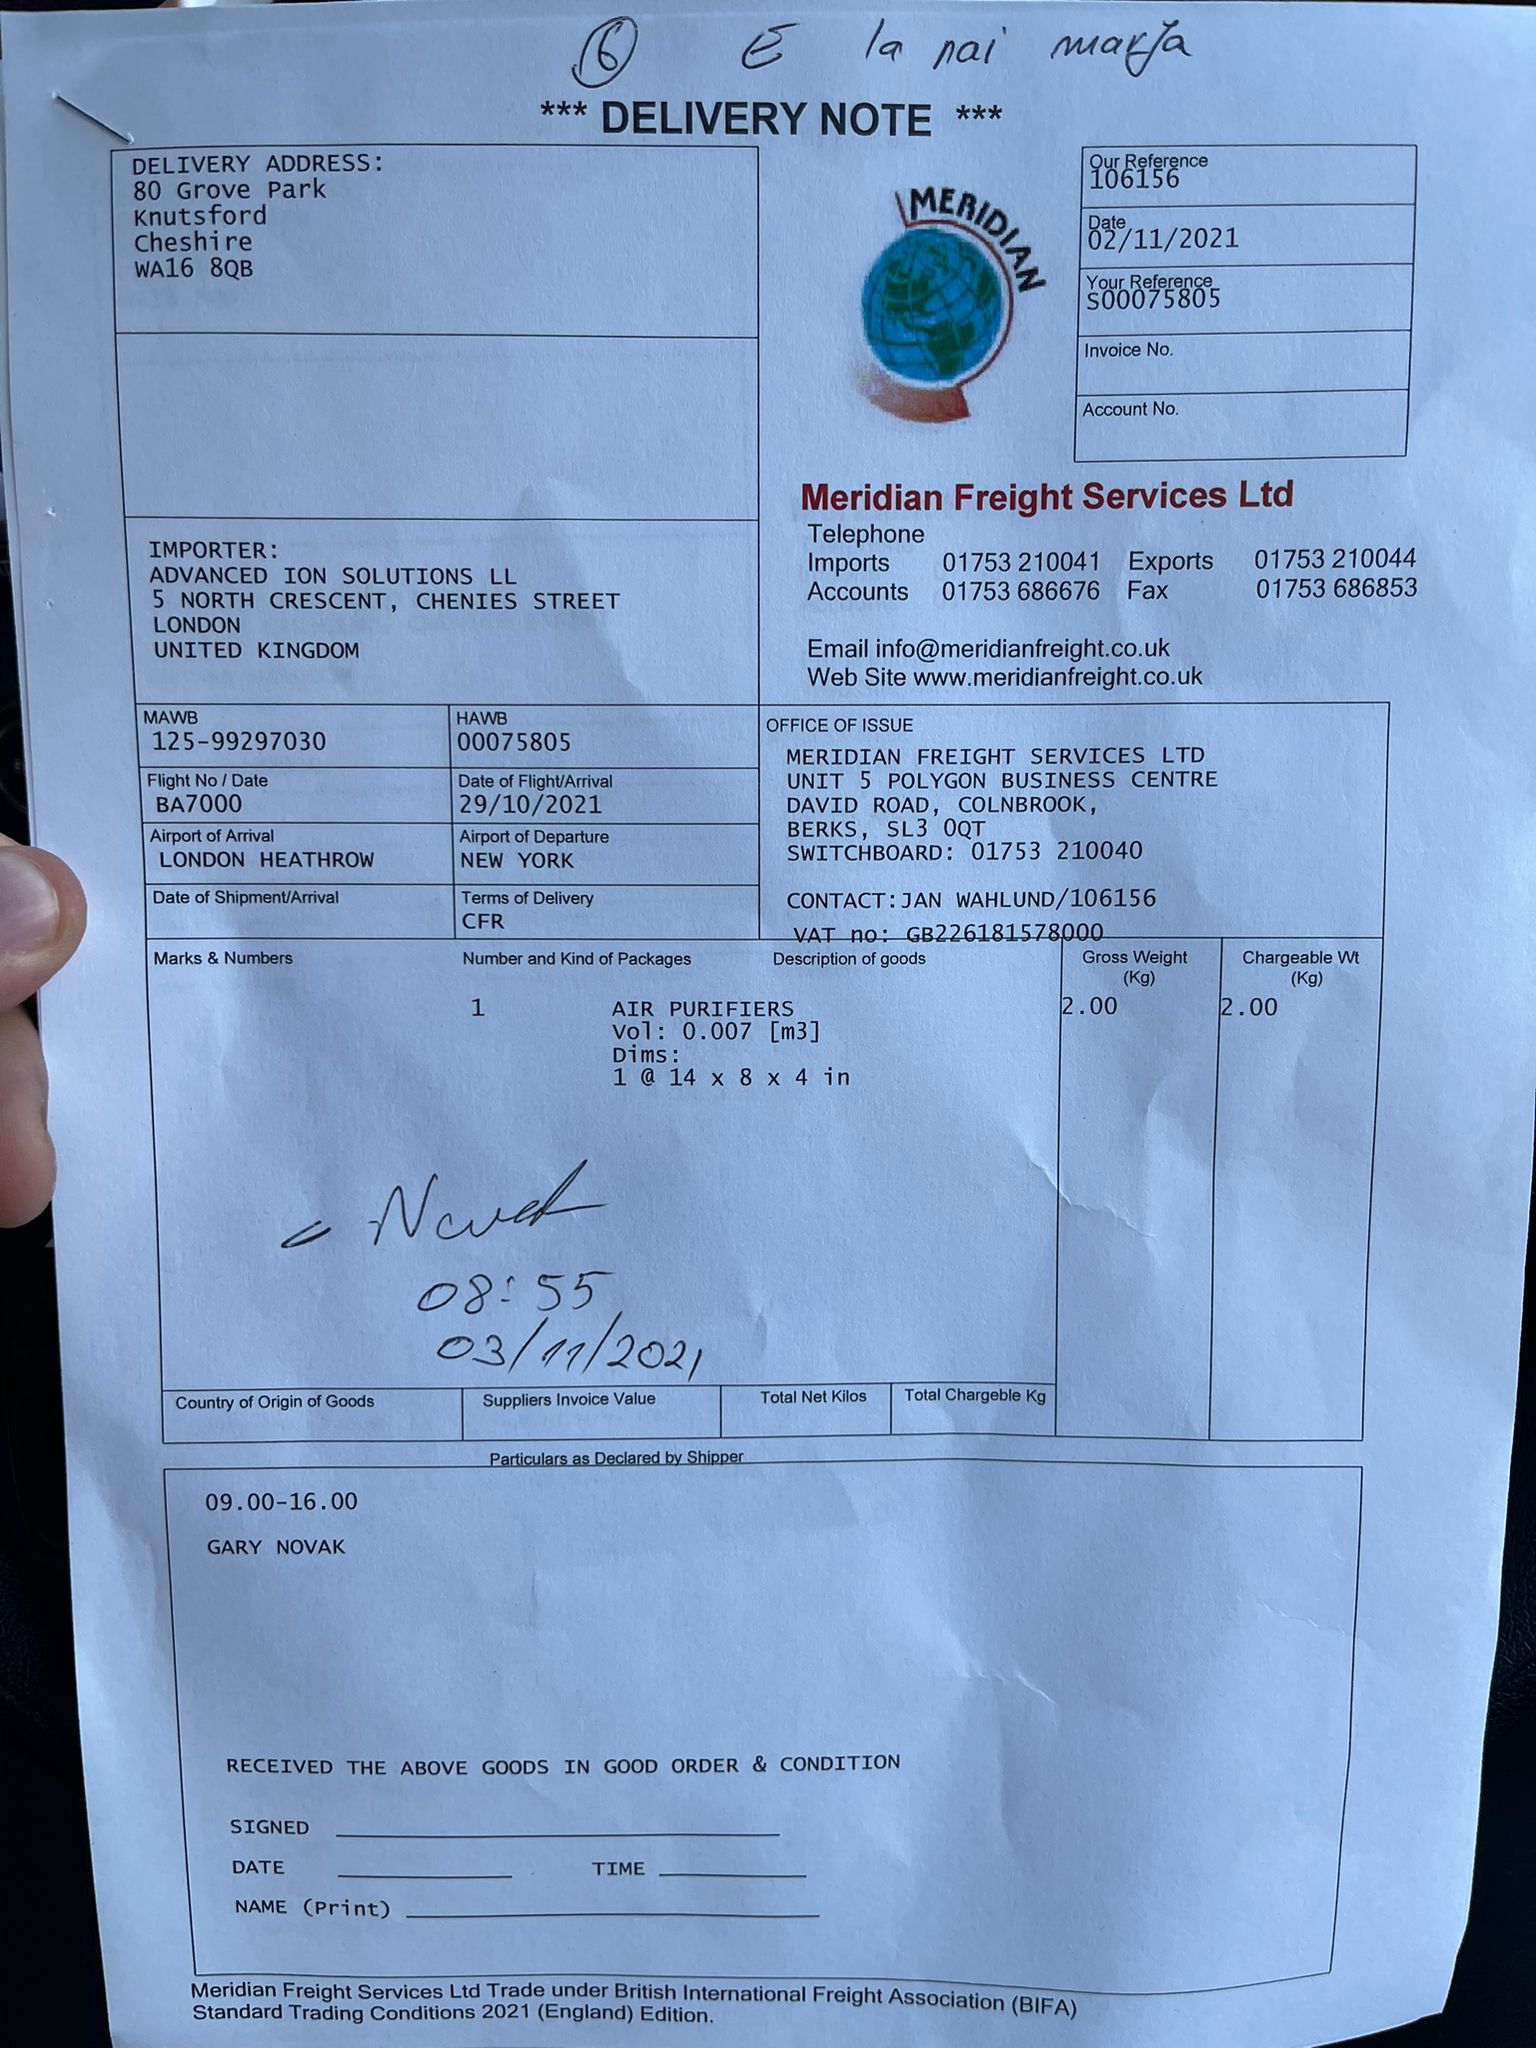 6 E la nai marfa
*** DELIVERY NOTE ***
DELIVERY ADDRESS:
80 Grove Park
Knutsford
Cheshire
WA16 8QB
MERIDIAN
Our Reference
106156
Date
02/11/2021
Your Reference
S00075805
Invoice No.
Account No.
Meridian Freight Services Ltd
Telephone
Imports 01753 210041 Exports 01753 210044
Accounts 01753 686676 Fax 01753 686853
Email info@meridianfreight.co.uk
Web Site www.meridianfreight.co.uk
IMPORTER:
ADVANCED ION SOLUTIONS LL
5 NORTH CRESCENT, CHENIES STREET
LONDON
UNITED KINGDOM
MAWB
125-99297030
HAWB
00075805
Flight No / Date
BA7000
Date of Flight/Arrival
29/10/2021
Airport of Arrival
LONDON HEATHROW
Airport of Departure
NEW YORK
Date of Shipment/Arrival
Terms of Delivery
CFR
OFFICE OF ISSUE
MERIDIAN FREIGHT SERVICES LTD
UNIT 5 POLYGON BUSINESS CENTRE
DAVID ROAD, COLNBROOK,
BERKS, SL3 0QT
SWITCHBOARD: 01753 210040
CONTACT:JAN WAHLUND/106156
VAT no: GB226181578000
Marks & Numbers Number and Kind of Packages Description of goods Gross Weight (Kg) Chargeable Wt (Kg)
1 AIR PURIFIERS 2.00 2.00
Vol: 0.007 [m3]
Dims:
1 @ 14 x 8 x 4 in
Novak
08:55
03/11/2021
Country of Origin of Goods Suppliers Invoice Value Total Net Kilos Total Chargeble Kg
Particulars as Declared by Shipper
09.00-16.00
GARY NOVAK
RECEIVED THE ABOVE GOODS IN GOOD ORDER & CONDITION
SIGNED
DATE TIME
NAME (Print)
Meridian Freight Services Ltd Trade under British International Freight Association (BIFA)
Standard Trading Conditions 2021 (England) Edition.